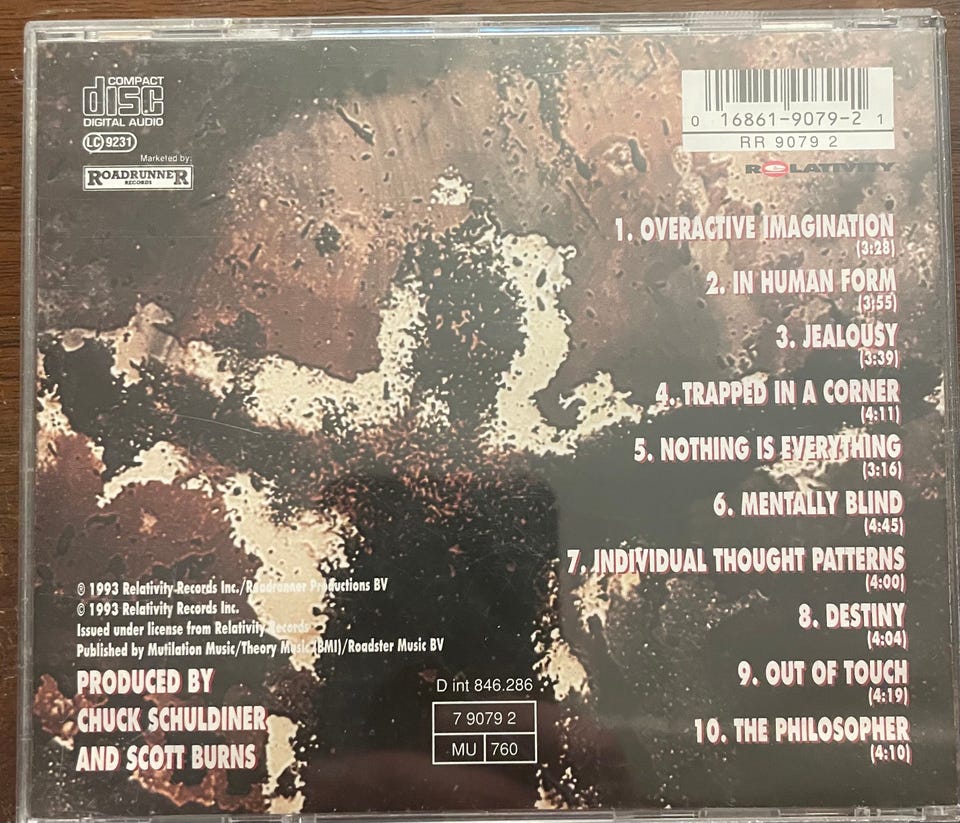 COMPACT
disc
DIGITAL AUDIO
LC 9231
Marketed by:
ROADRUNNER
RECORDS
0 16861-9079-2 1
RR 9079 2
RELATIVITY
1. OVERACTIVE IMAGINATION
(3:28)
2. IN HUMAN FORM
(3:55)
3. JEALOUSY
(3:39)
4. TRAPPED IN A CORNER
(4:11)
5. NOTHING IS EVERYTHING
(3:16)
6. MENTALLY BLIND
(4:45)
7. INDIVIDUAL THOUGHT PATTERNS
(4:00)
8. DESTINY
(4:04)
9. OUT OF TOUCH
(4:19)
10. THE PHILOSOPHER
(4:10)
℗ 1993 Relativity Records Inc./Roadrunner Productions BV
© 1993 Relativity Records Inc.
Issued under license from Relativity Records
Published by Mutilation Music/Theory Music (BMI)/Roadster Music BV
PRODUCED BY
CHUCK SCHULDINER
AND SCOTT BURNS
D int 846.286
7 9079 2
MU 760